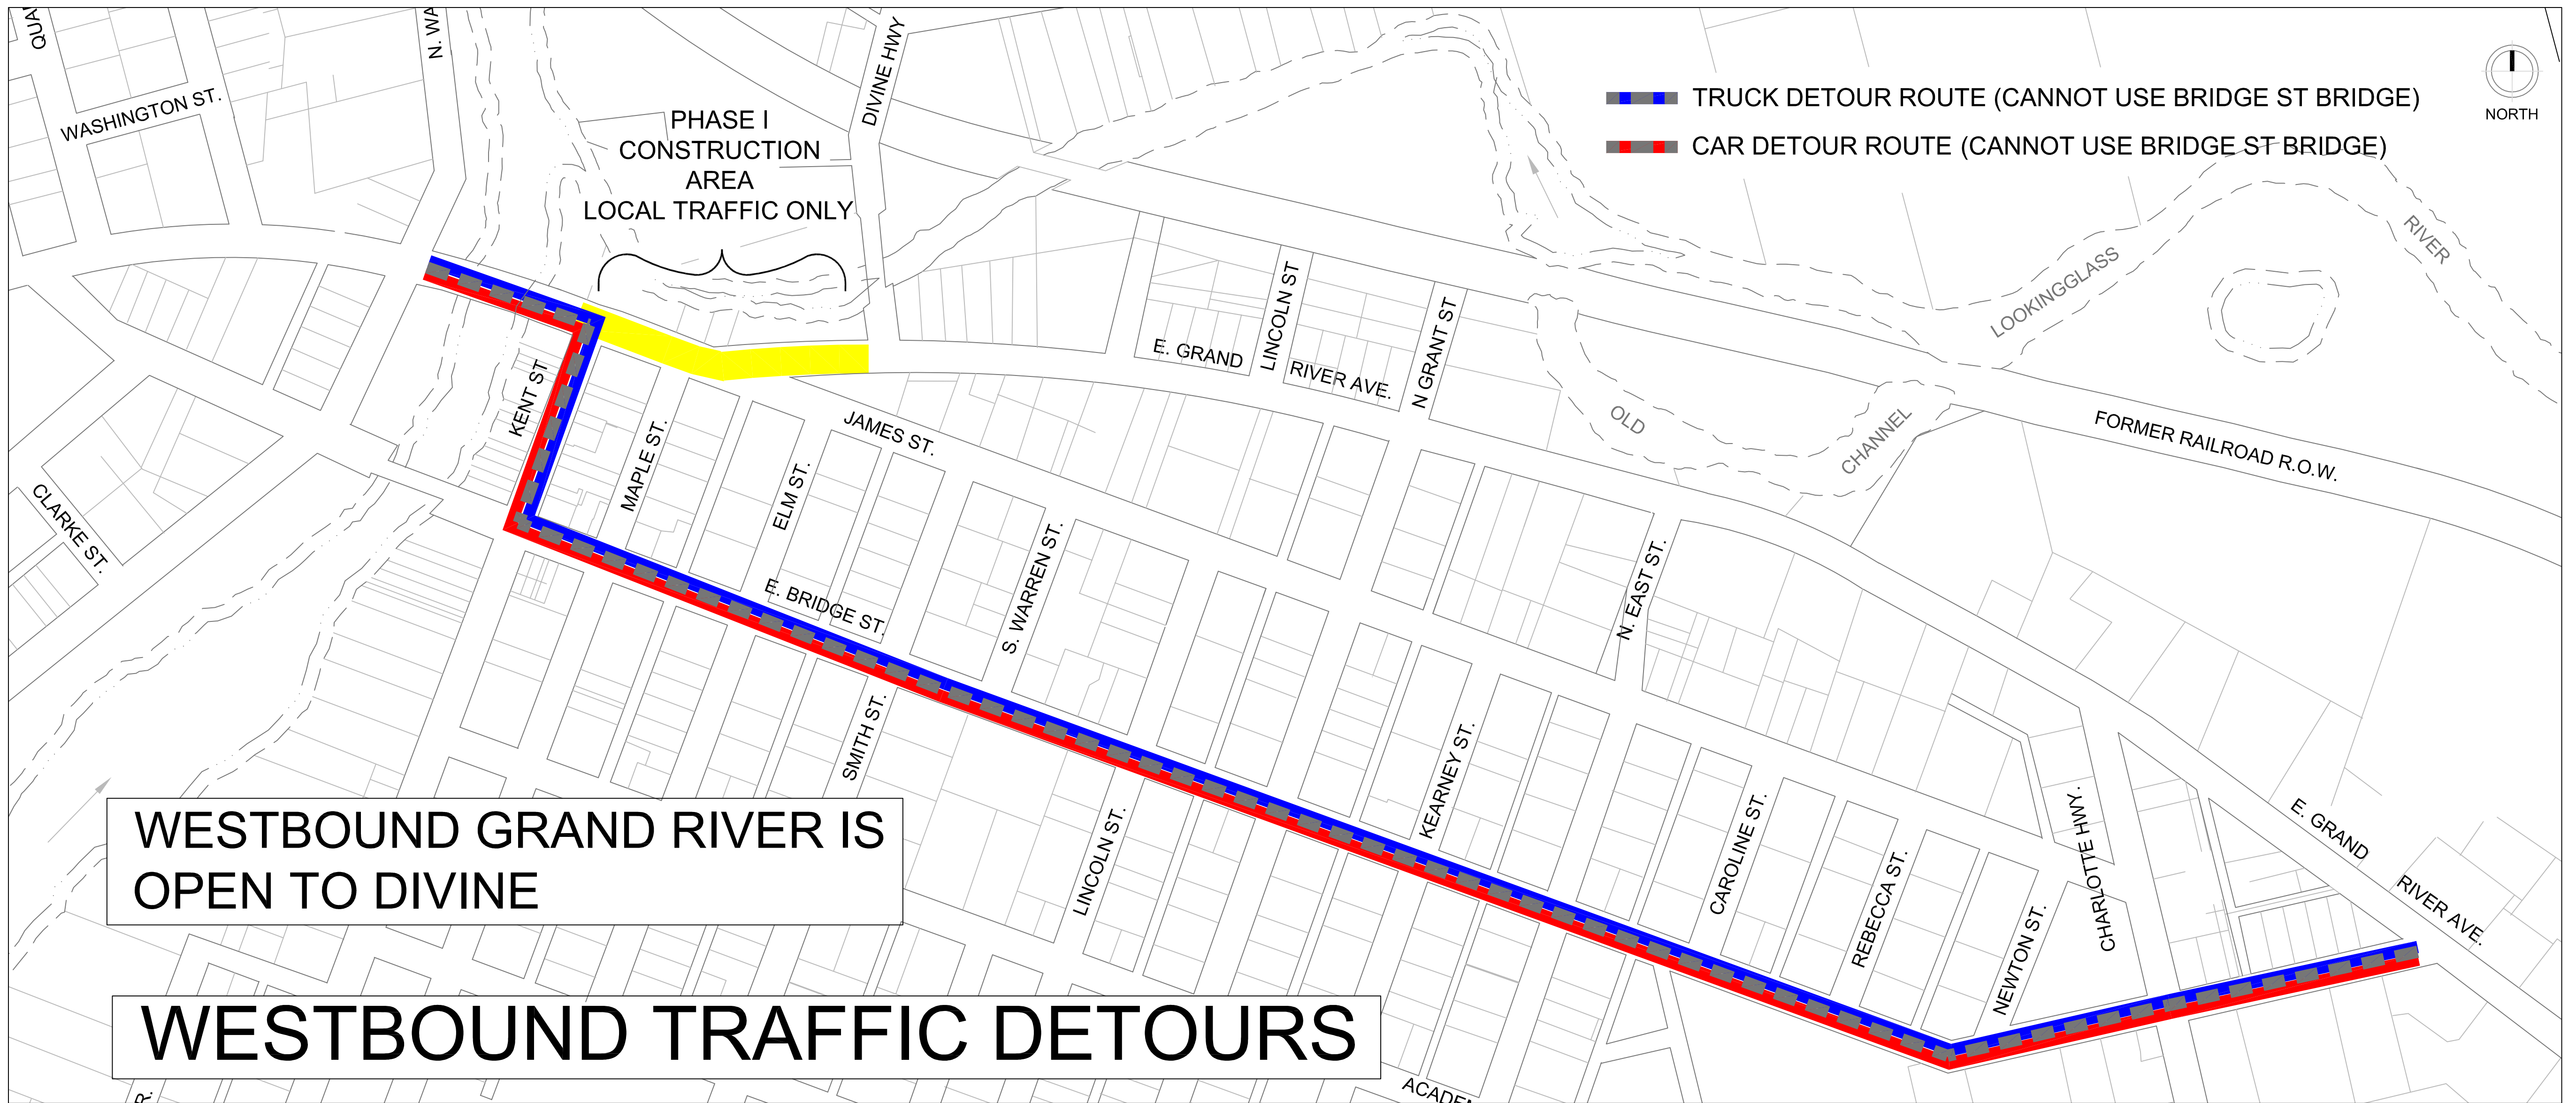 QUA
N. WA
WASHINGTON ST.
DIVINE HWY
PHASE I
CONSTRUCTION
AREA
LOCAL TRAFFIC ONLY
TRUCK DETOUR ROUTE (CANNOT USE BRIDGE ST BRIDGE)
CAR DETOUR ROUTE (CANNOT USE BRIDGE ST BRIDGE)
NORTH
LOOKINGGLASS
RIVER
OLD
CHANNEL
FORMER RAILROAD R.O.W.
E. GRAND
RIVER AVE.
LINCOLN ST
N GRANT ST
KENT ST
MAPLE ST.
ELM ST.
JAMES ST.
CLARKE ST.
E. BRIDGE ST.
S. WARREN ST.
N. EAST ST.
SMITH ST.
LINCOLN ST.
KEARNEY ST.
CAROLINE ST.
REBECCA ST.
NEWTON ST.
CHARLOTTE HWY.
E. GRAND
RIVER AVE.
WESTBOUND GRAND RIVER IS
OPEN TO DIVINE
WESTBOUND TRAFFIC DETOURS
R.
ACADEM